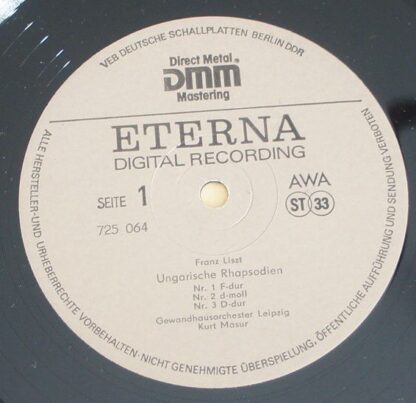 VEB DEUTSCHE SCHALLPLATTEN BERLIN DDR
Direct Metal
DMM
Mastering
ETERNA
DIGITAL RECORDING
SEITE 1
AWA
725 064
ST 33
Franz Liszt
Ungarische Rhapsodien
Nr. 1 F-dur
Nr. 2 d-moll
Nr. 3 D-dur
Gewandhausorchester Leipzig
Kurt Masur
ALLE HERSTELLER-UND URHEBERRECHTE VORBEHALTEN·NICHT GENEHMIGTE ÜBERSPIELUNG, ÖFFENTLICHE AUFFÜHRUNG UND SENDUNG VERBOTEN